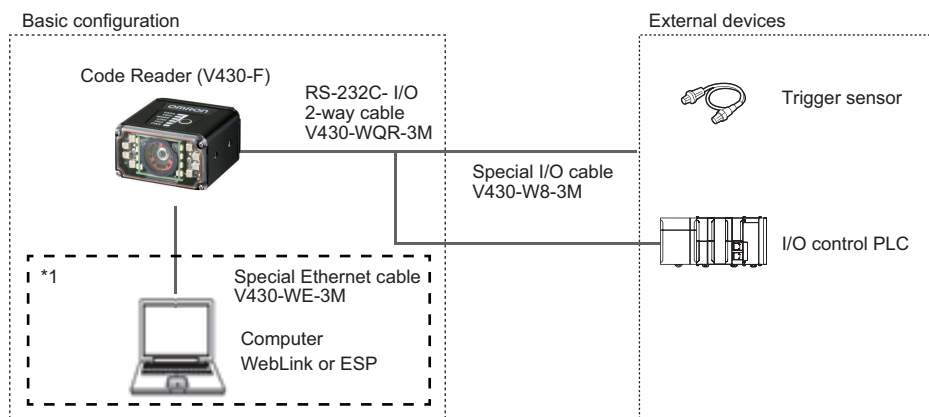 Basic configuration
External devices
Code Reader (V430-F)
OMRON
RS-232C- I/O
2-way cable
V430-WQR-3M
Trigger sensor
Special I/O cable
V430-W8-3M
I/O control PLC
*1
Special Ethernet cable
V430-WE-3M
Computer
WebLink or ESP